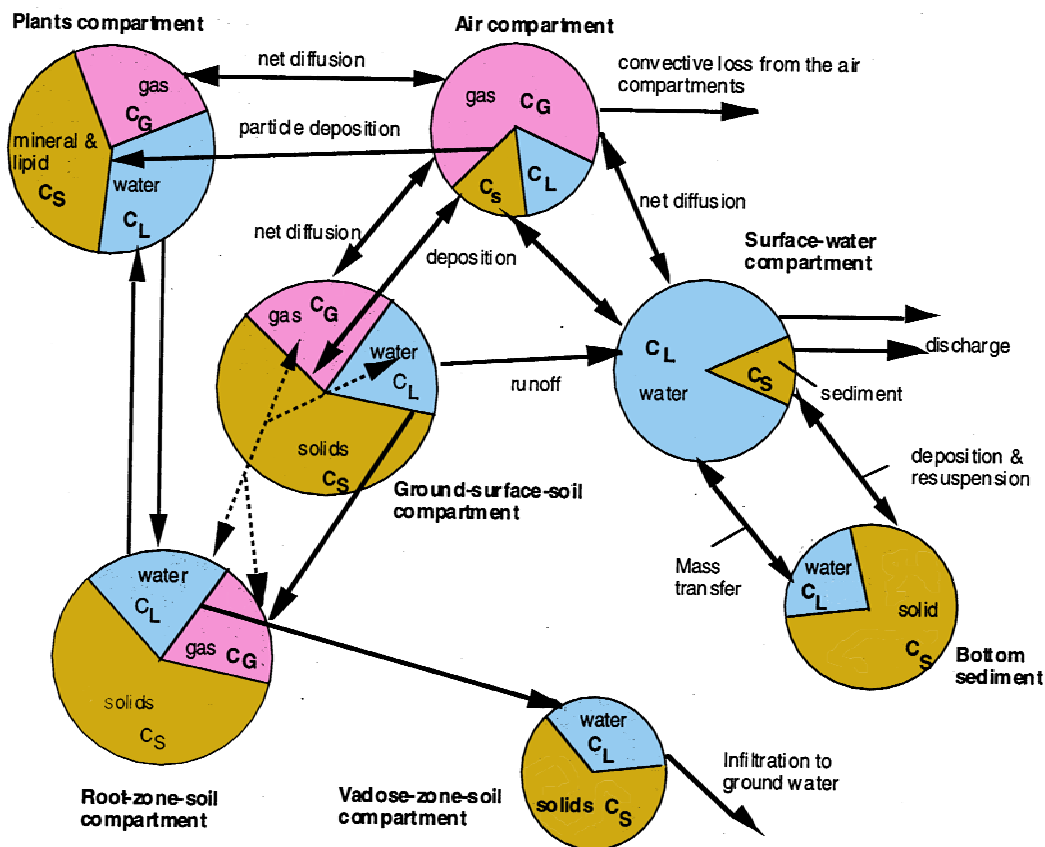 Plants compartment
Air compartment
net diffusion
convective loss from the air
compartments
gas
CG
gas CG
particle deposition
mineral &
lipid
CS
water
CL
Cs
CL
net diffusion
net diffusion
deposition
Surface-water
compartment
gas CG
water
CL
CL
water
CS
discharge
runoff
sediment
solids
CS
Ground-surface-soil
compartment
deposition &
resuspension
Mass
transfer
water
CL
gas CG
solids
CS
water
CL
solid
CS
Bottom
sediment
water
CL
solids CS
Infiltration to
ground water
Root-zone-soil
compartment
Vadose-zone-soil
compartment